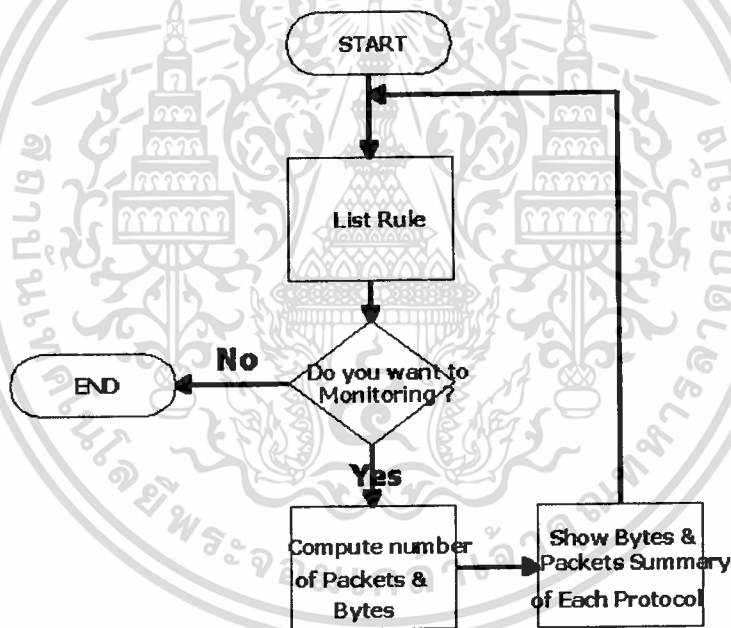 START
List Rule
Do you want to
Monitoring ?
No
END
Yes
Compute number
of Packets &
Bytes
Show Bytes &
Packets Summary
of Each Protocol